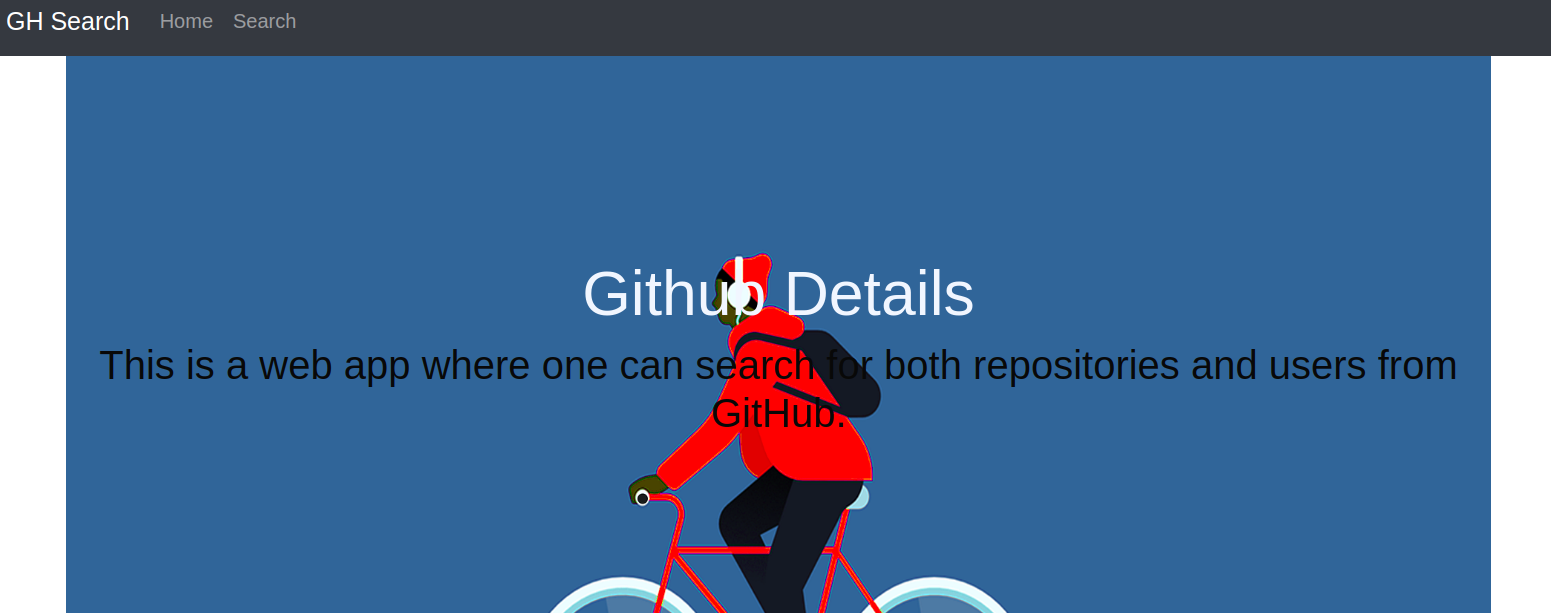 GH Search Home Search
Github Details
This is a web app where one can search for both repositories and users from
GitHub.